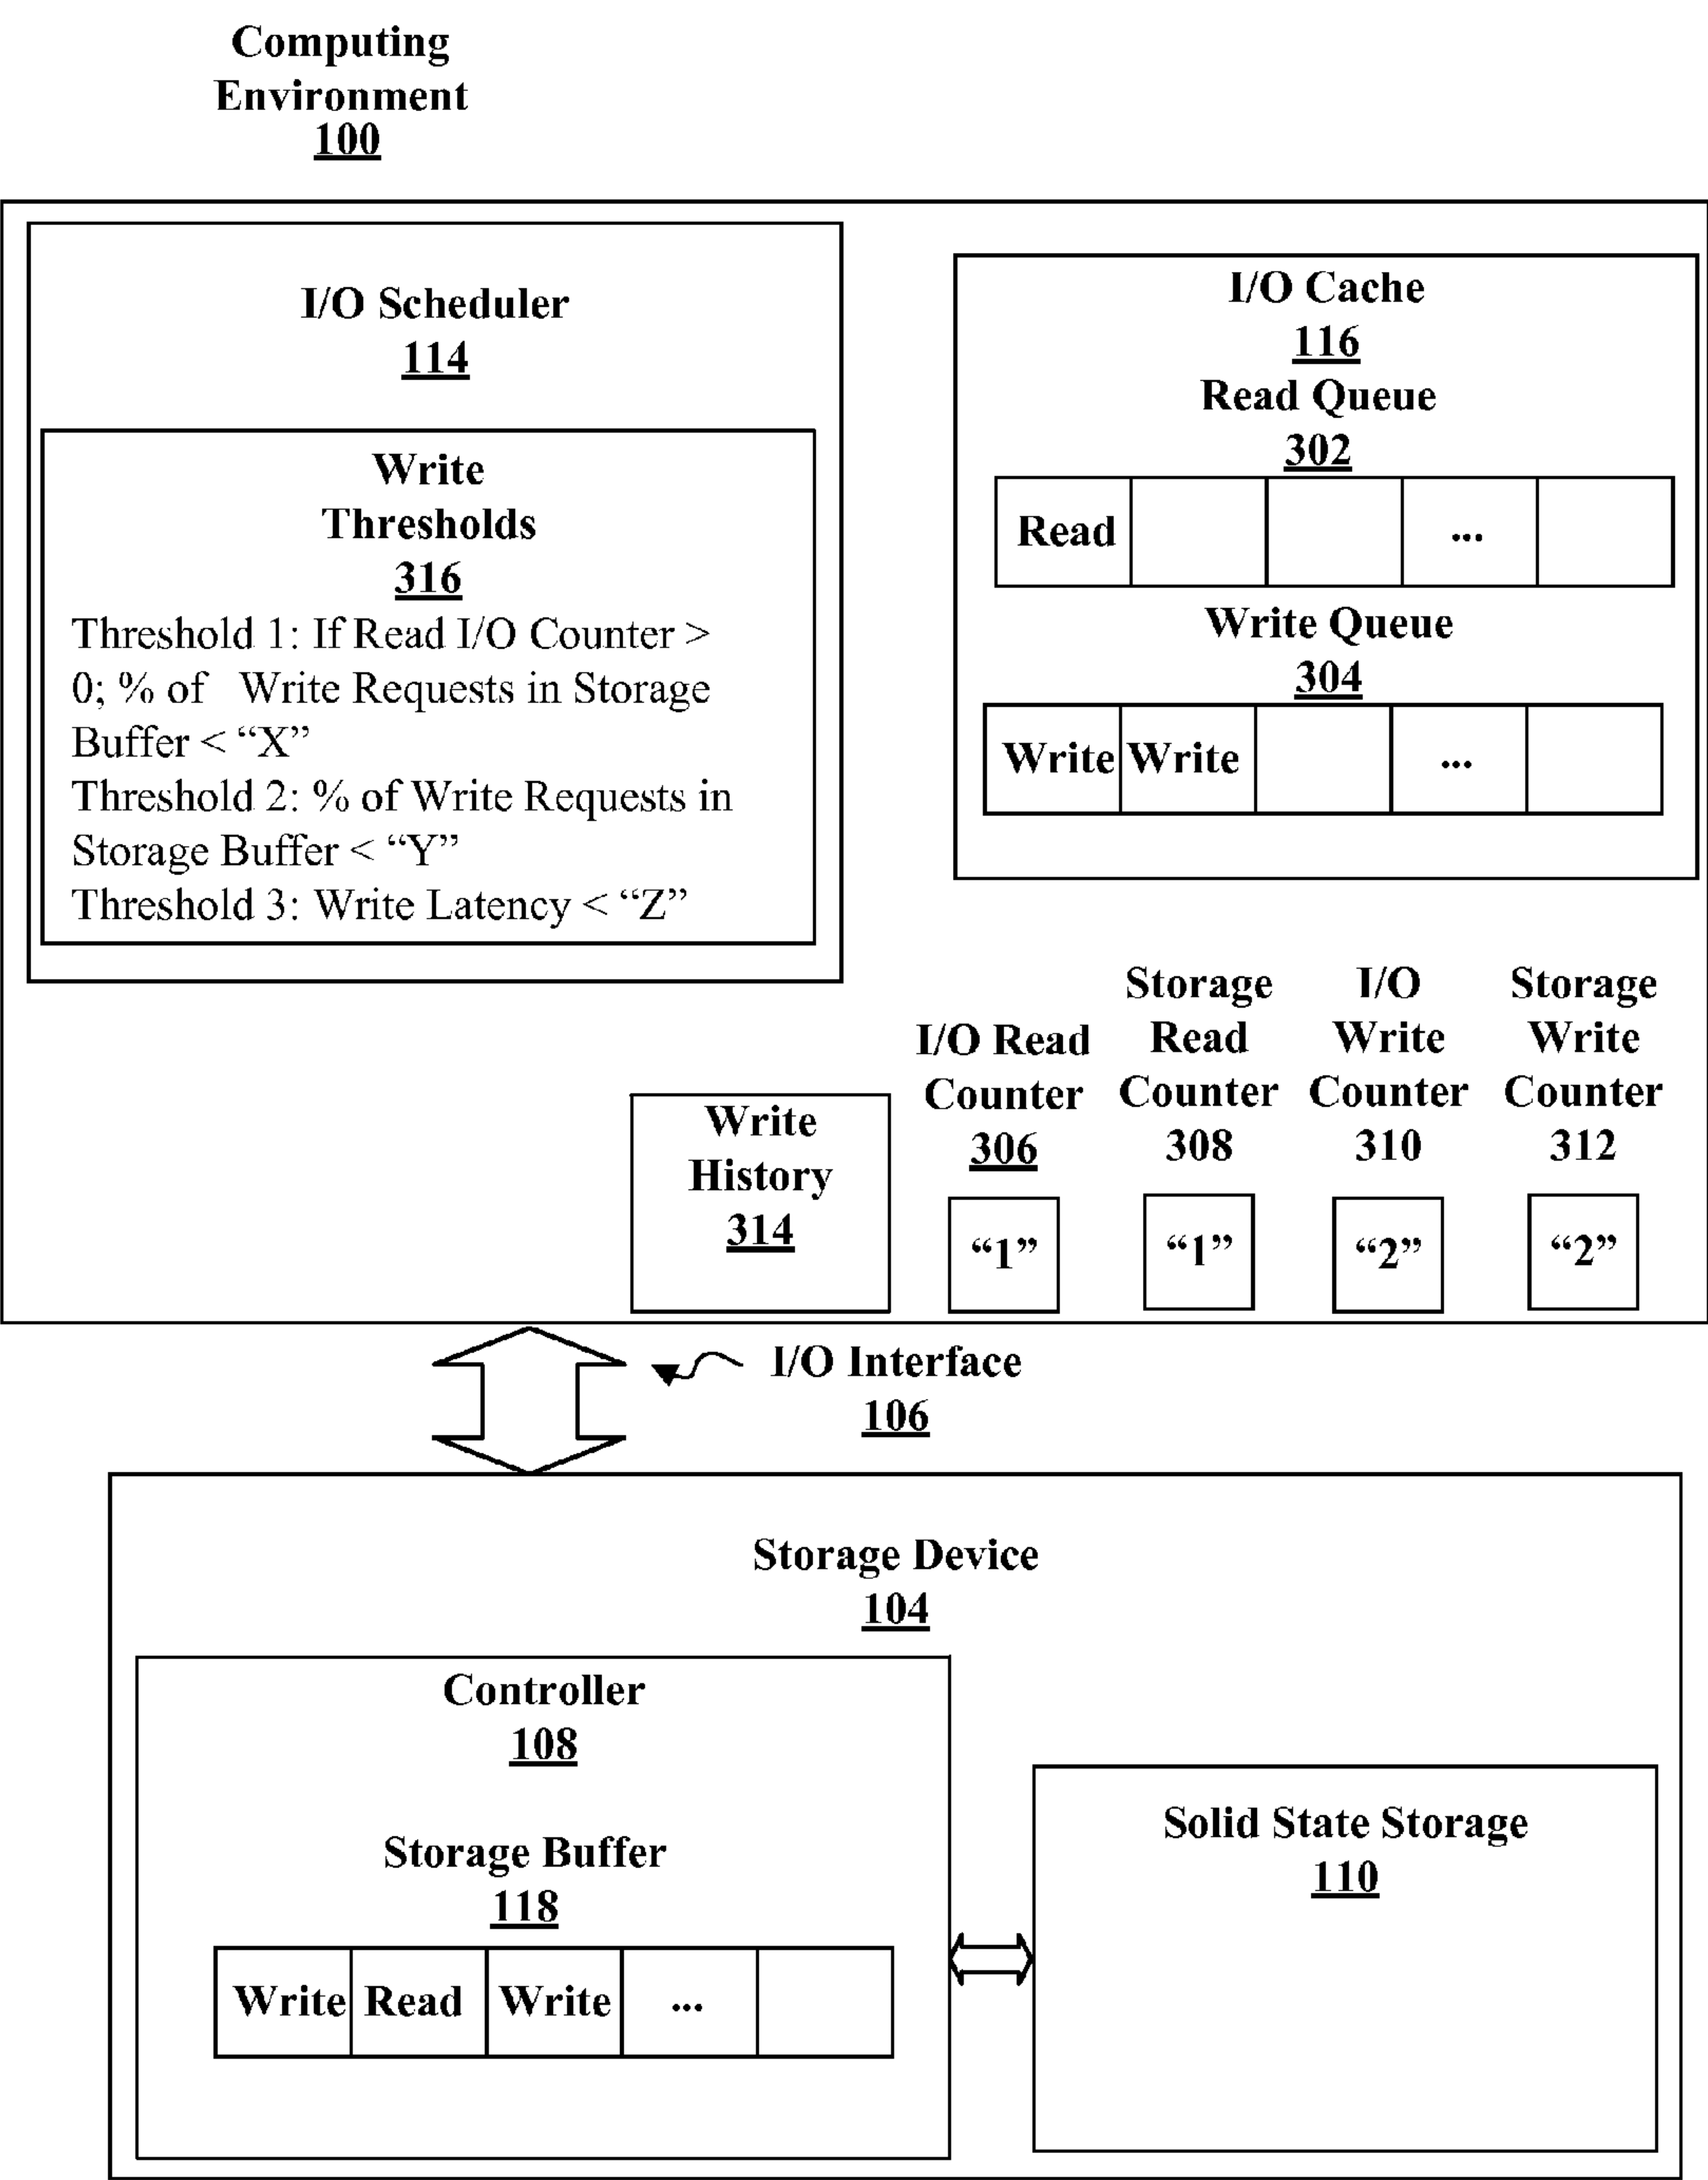 Computing
Environment
100
I/O Scheduler
114
Write
Thresholds
316
Threshold 1: If Read I/O Counter >
0; % of Write Requests in Storage
Buffer < “X”
Threshold 2: % of Write Requests in
Storage Buffer < “Y”
Threshold 3: Write Latency < “Z”
I/O Cache
116
Read Queue
302
Read ...
Write Queue
304
Write Write ...
Write
History
314
I/O Read
Counter
306
“1”
Storage
Read
Counter
308
“1”
I/O
Write
Counter
310
“2”
Storage
Write
Counter
312
“2”
I/O Interface
106
Storage Device
104
Controller
108
Storage Buffer
118
Write Read Write ...
Solid State Storage
110